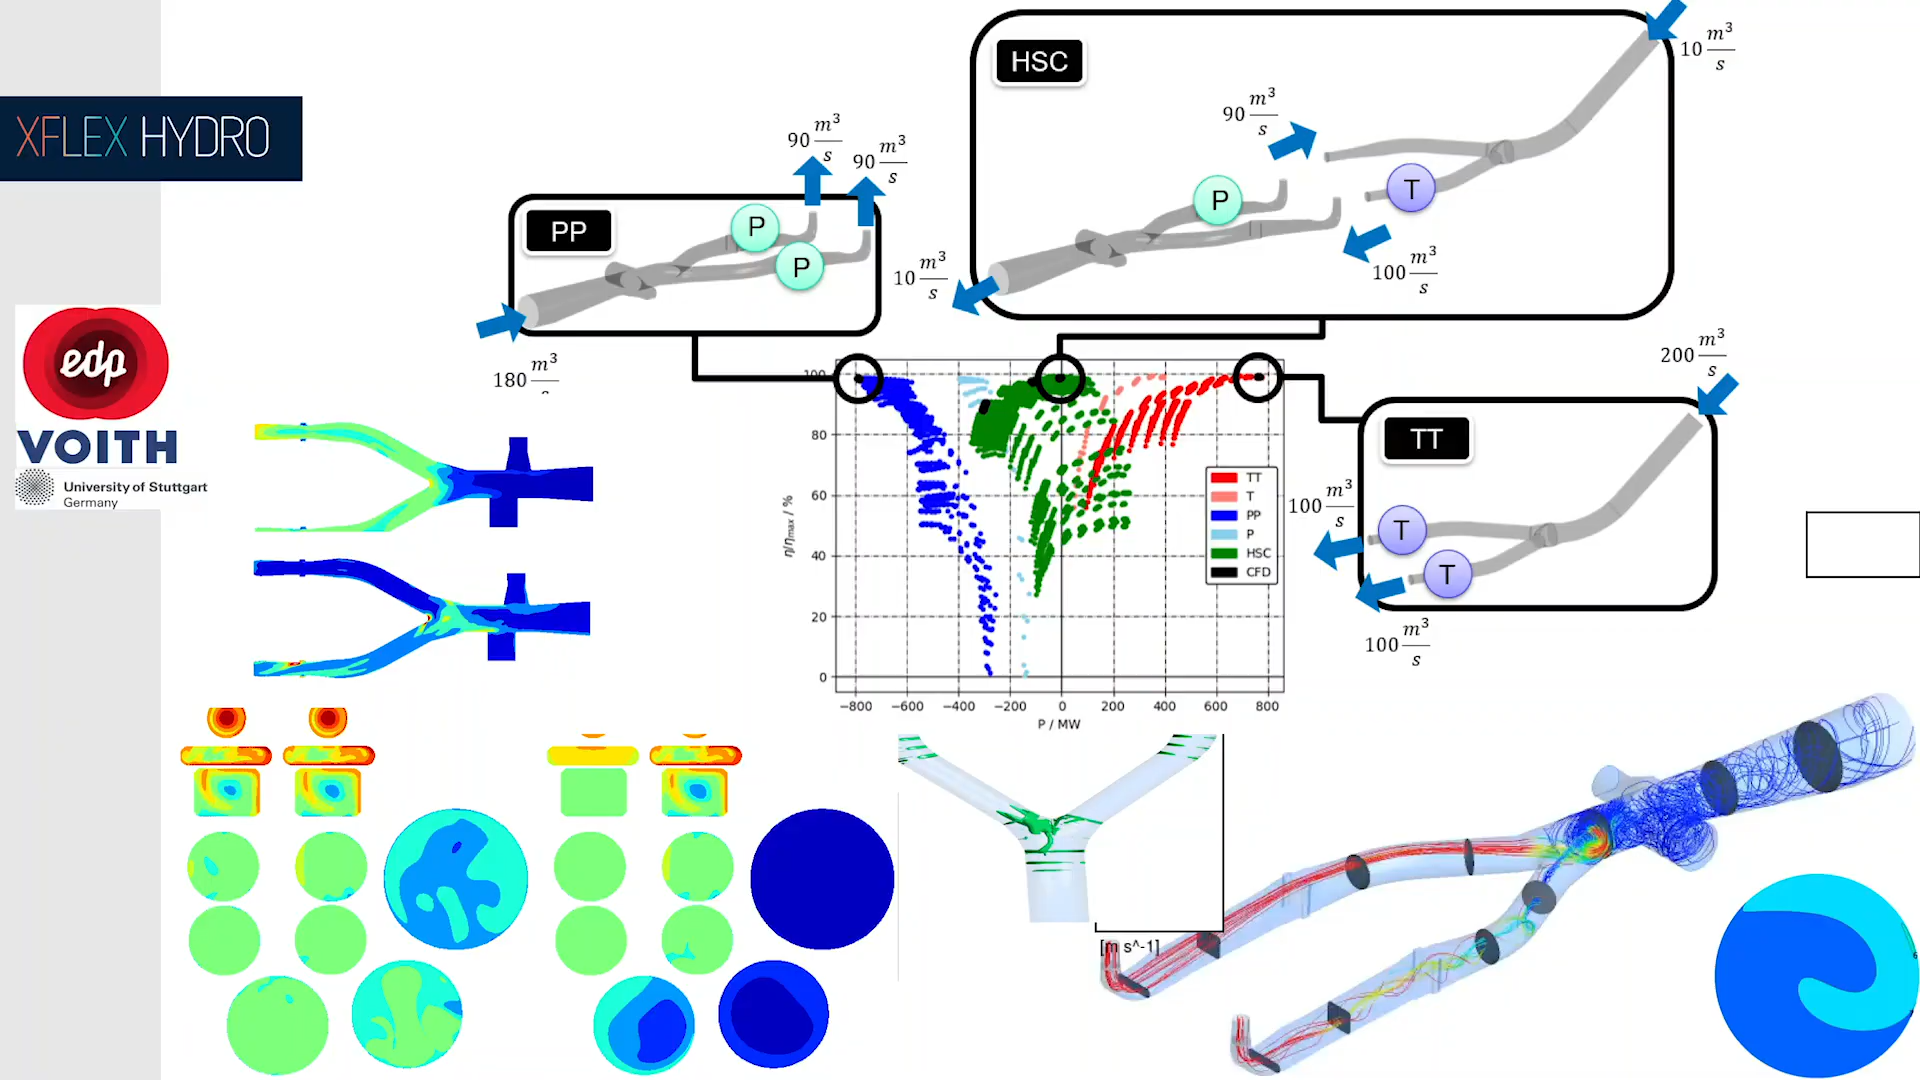 XFLEX HYDRO
edp
VOITH
University of Stuttgart
Germany
PP
P
P
90 m³/s
90 m³/s
180 m³/s
HSC
P
T
90 m³/s
10 m³/s
10 m³/s
100 m³/s
TT
T
T
200 m³/s
100 m³/s
100 m³/s
η/ηmax / %
100
80
60
40
20
0
−800 −600 −400 −200 0 200 400 600 800
P / MW
TT
T
PP
P
HSC
CFD
[m s^-1]